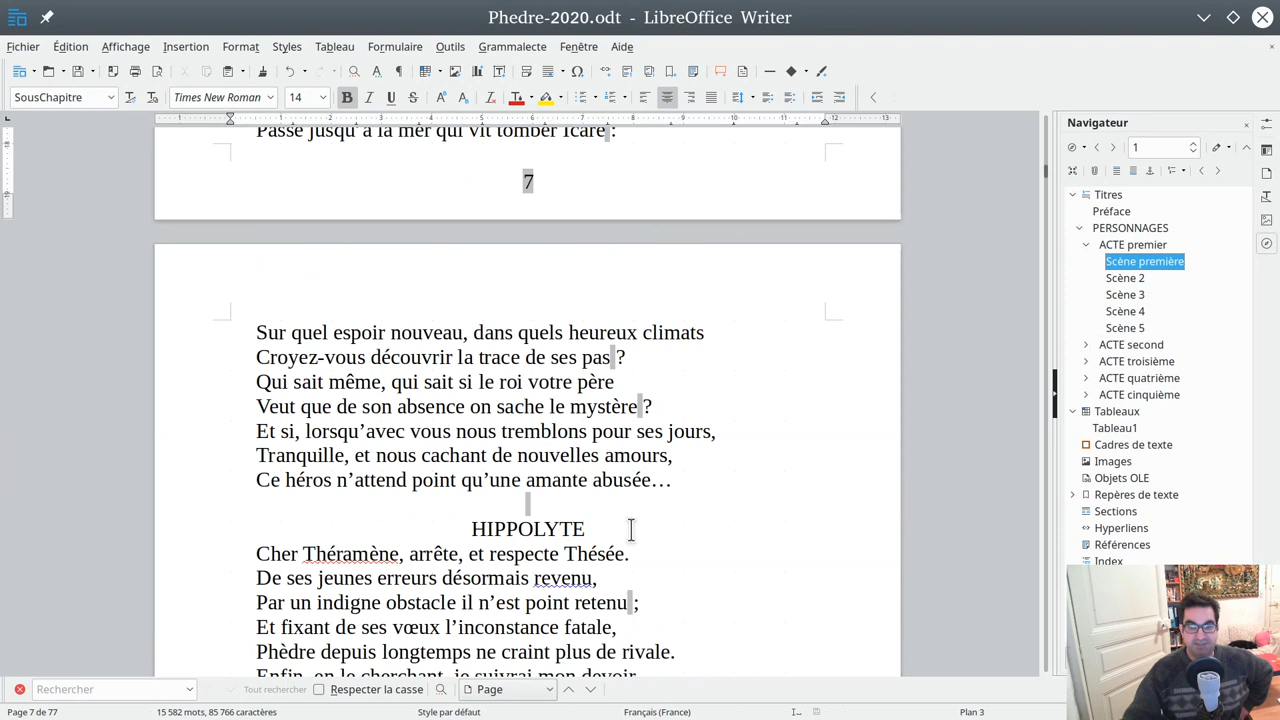 Phedre-2020.odt - LibreOffice Writer
Fichier Édition Affichage Insertion Format Styles Tableau Formulaire Outils Grammalecte Fenêtre Aide
SousChapitre Times New Roman 14
Passe jusqu’à la mer qui vit tomber Icare :
7
Sur quel espoir nouveau, dans quels heureux climats
Croyez-vous découvrir la trace de ses pas ?
Qui sait même, qui sait si le roi votre père
Veut que de son absence on sache le mystère ?
Et si, lorsqu’avec vous nous tremblons pour ses jours,
Tranquille, et nous cachant de nouvelles amours,
Ce héros n’attend point qu’une amante abusée…
HIPPOLYTE
Cher Théramène, arrête, et respecte Thésée.
De ses jeunes erreurs désormais revenu,
Par un indigne obstacle il n’est point retenu ;
Et fixant de ses vœux l’inconstance fatale,
Phèdre depuis longtemps ne craint plus de rivale.
Enfin, en le cherchant, je suivrai mon devoir,
Navigateur
1
Titres
Préface
PERSONNAGES
ACTE premier
Scène première
Scène 2
Scène 3
Scène 4
Scène 5
ACTE second
ACTE troisième
ACTE quatrième
ACTE cinquième
Tableaux
Tableau1
Cadres de texte
Images
Objets OLE
Repères de texte
Sections
Hyperliens
Références
Index
Rechercher Tout rechercher Respecter la casse Page
Page 7 de 77 15 582 mots, 85 766 caractères Style par défaut Français (France) Plan 3